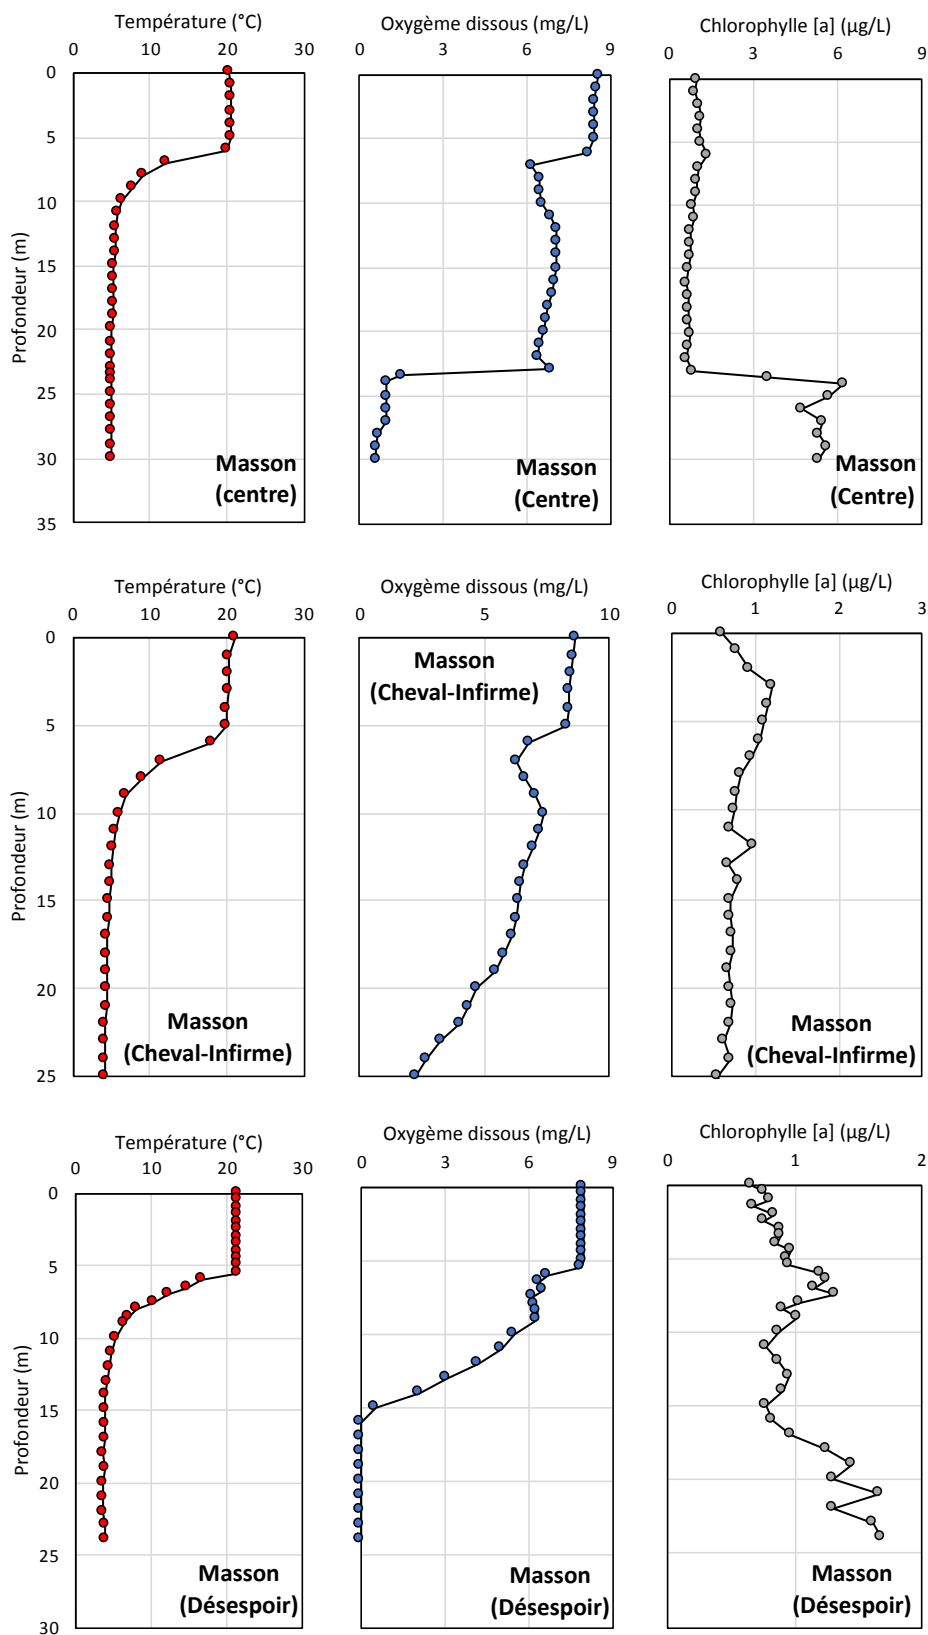 Température (°C)
0 10 20 30
Profondeur (m)
0
5
10
15
20
25
30
35
Masson
(centre)
Oxygème dissous (mg/L)
0 3 6 9
Masson
(Centre)
Chlorophylle [a] (µg/L)
0 3 6 9
Masson
(Centre)
Température (°C)
0 10 20 30
Profondeur (m)
0
5
10
15
20
25
Masson
(Cheval-Infirme)
Oxygème dissous (mg/L)
0 5 10
Masson
(Cheval-Infirme)
Chlorophylle [a] (µg/L)
0 1 2 3
Masson
(Cheval-Infirme)
Température (°C)
0 10 20 30
Profondeur (m)
0
5
10
15
20
25
30
Masson
(Désespoir)
Oxygème dissous (mg/L)
0 3 6 9
Masson
(Désespoir)
Chlorophylle [a] (µg/L)
0 1 2
Masson
(Désespoir)